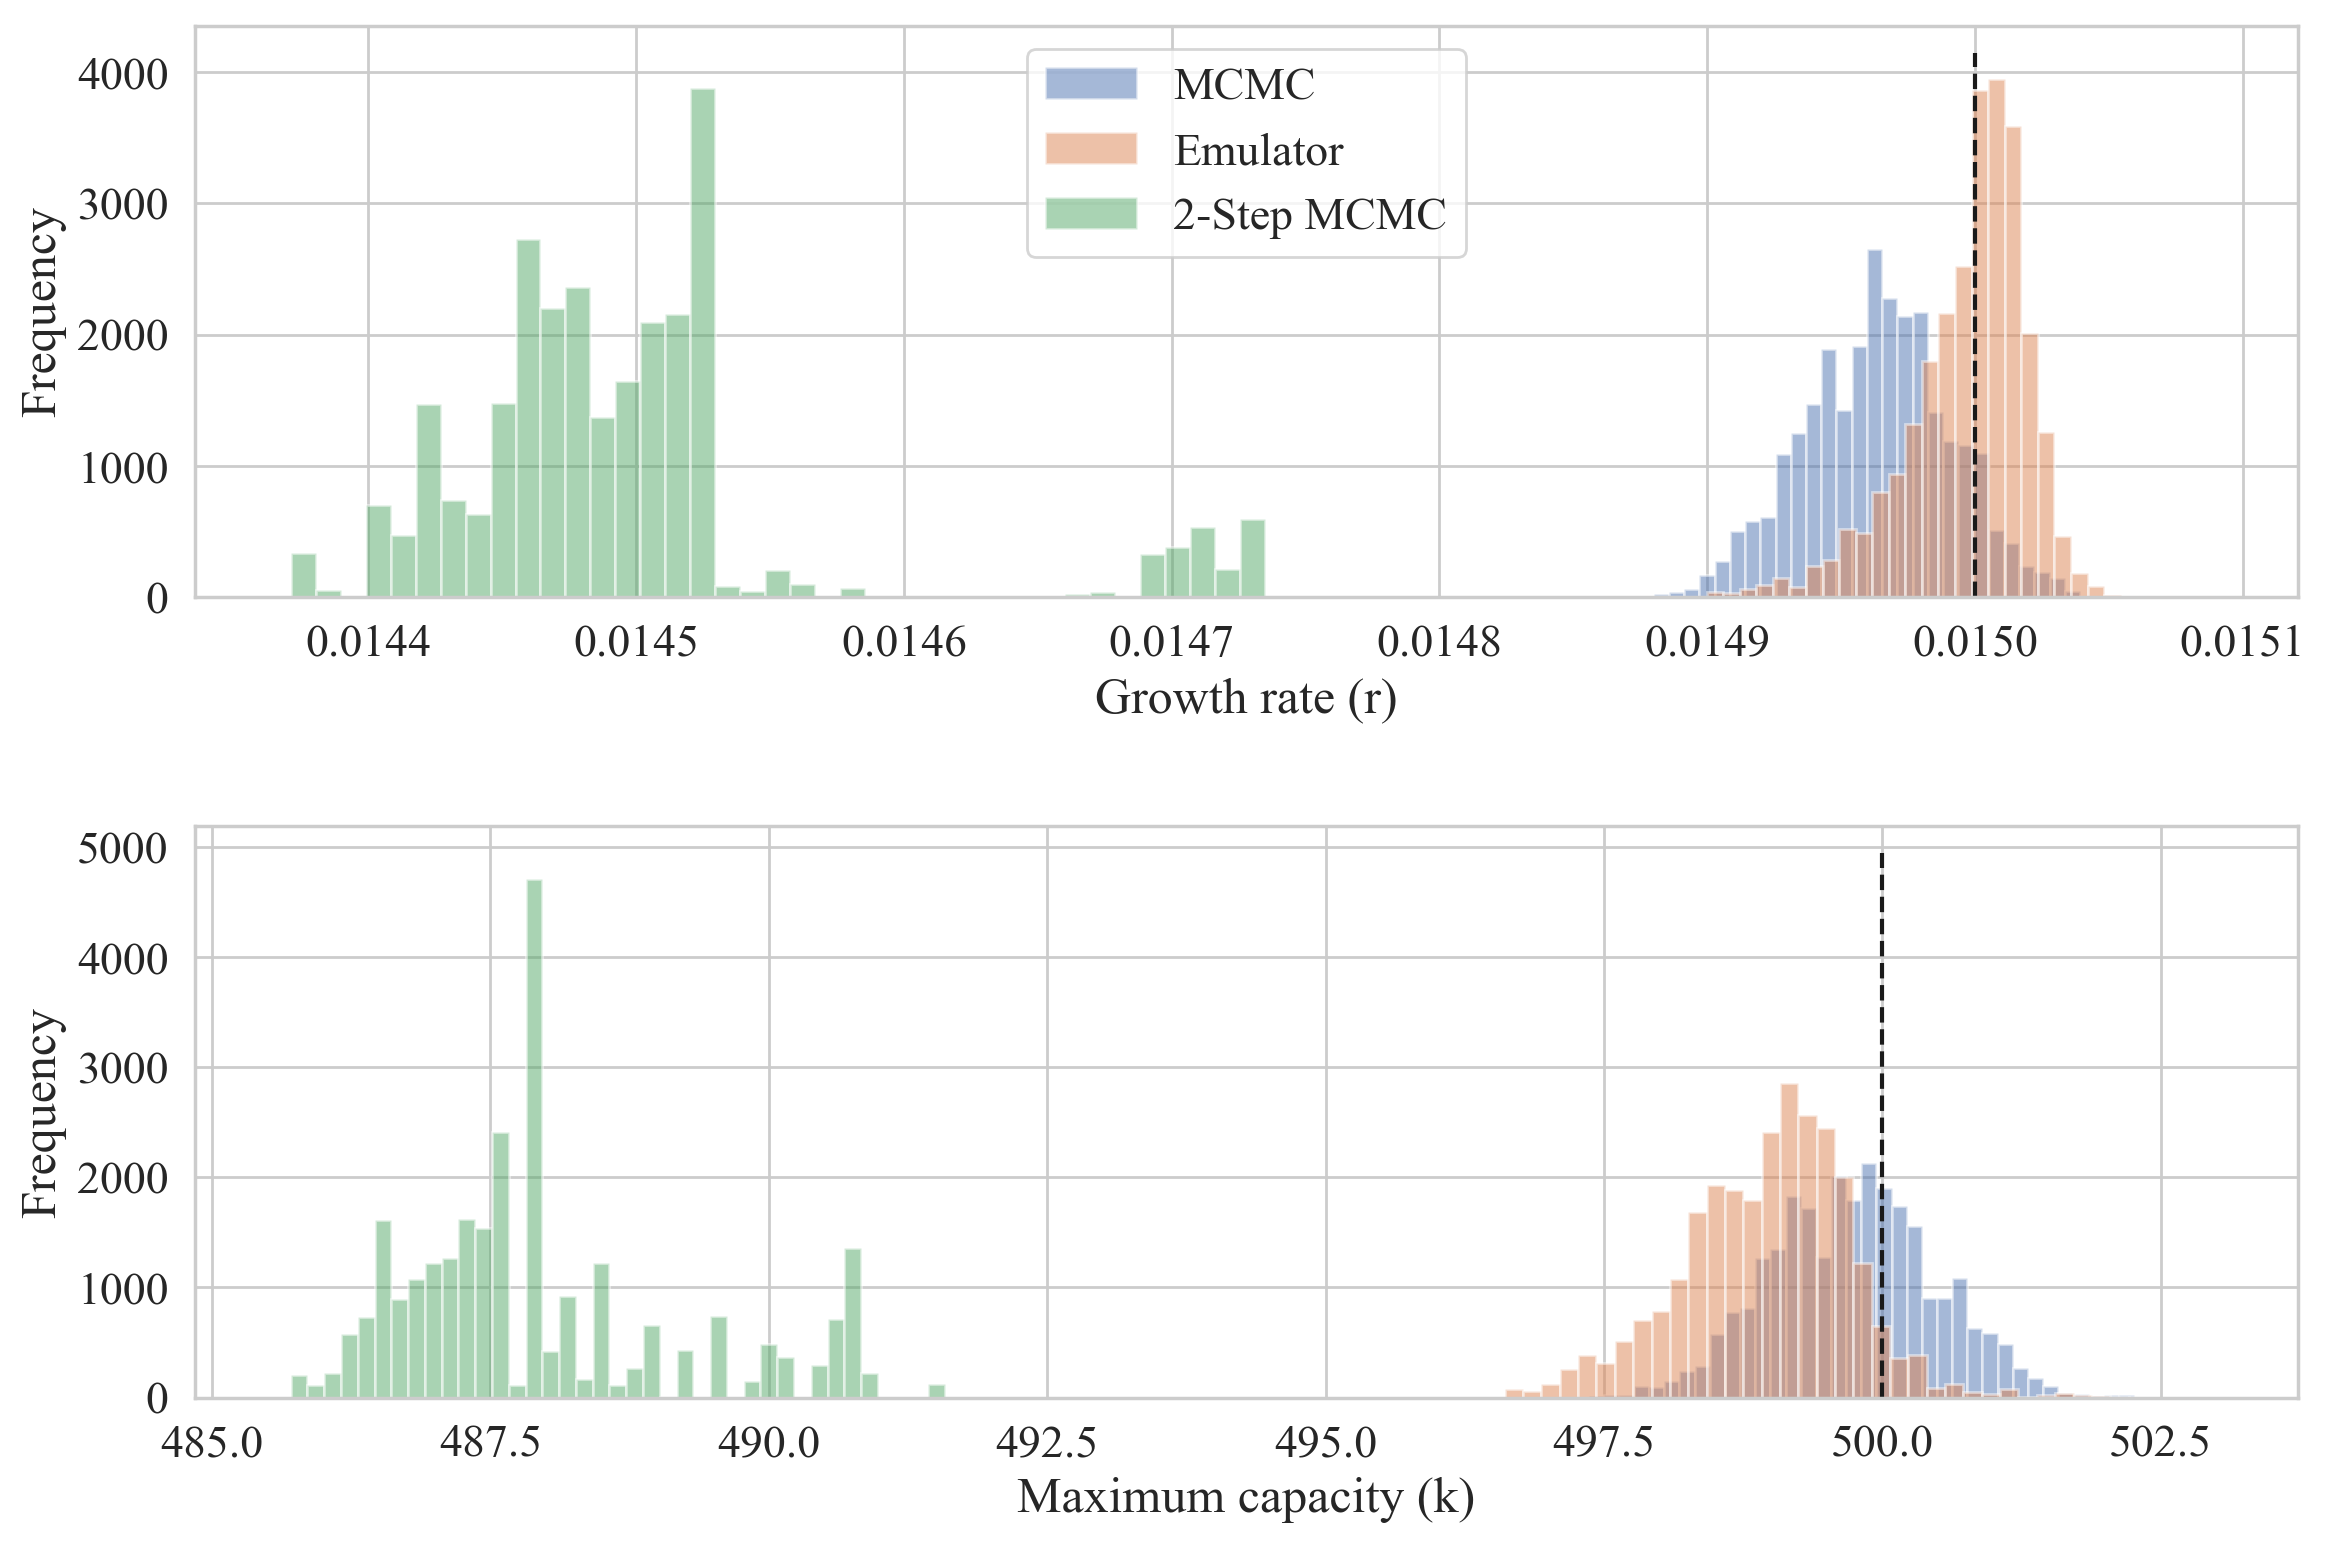 4000
3000
2000
1000
0
Frequency
MCMC
Emulator
2-Step MCMC
0.0144 0.0145 0.0146 0.0147 0.0148 0.0149 0.0150 0.0151
Growth rate (r)
5000
4000
3000
2000
1000
0
Frequency
485.0 487.5 490.0 492.5 495.0 497.5 500.0 502.5
Maximum capacity (k)